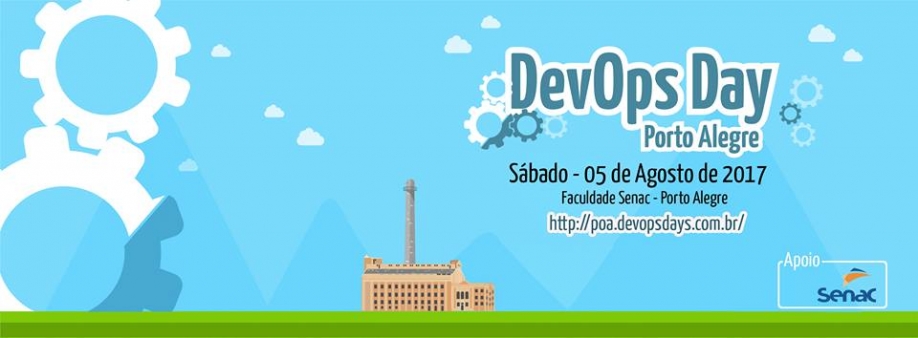 DevOps Day
Porto Alegre
Sábado - 05 de Agosto de 2017
Faculdade Senac - Porto Alegre
http://poa.devopsdays.com.br/
Apoio
Senac